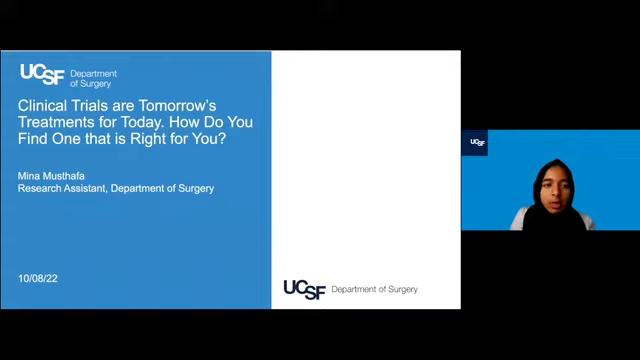 UCSF Department
of Surgery
Clinical Trials are Tomorrow's
Treatments for Today. How Do You
Find One that is Right for You?
Mina Musthafa
Research Assistant, Department of Surgery
10/08/22
UCSF Department of Surgery
UCSF